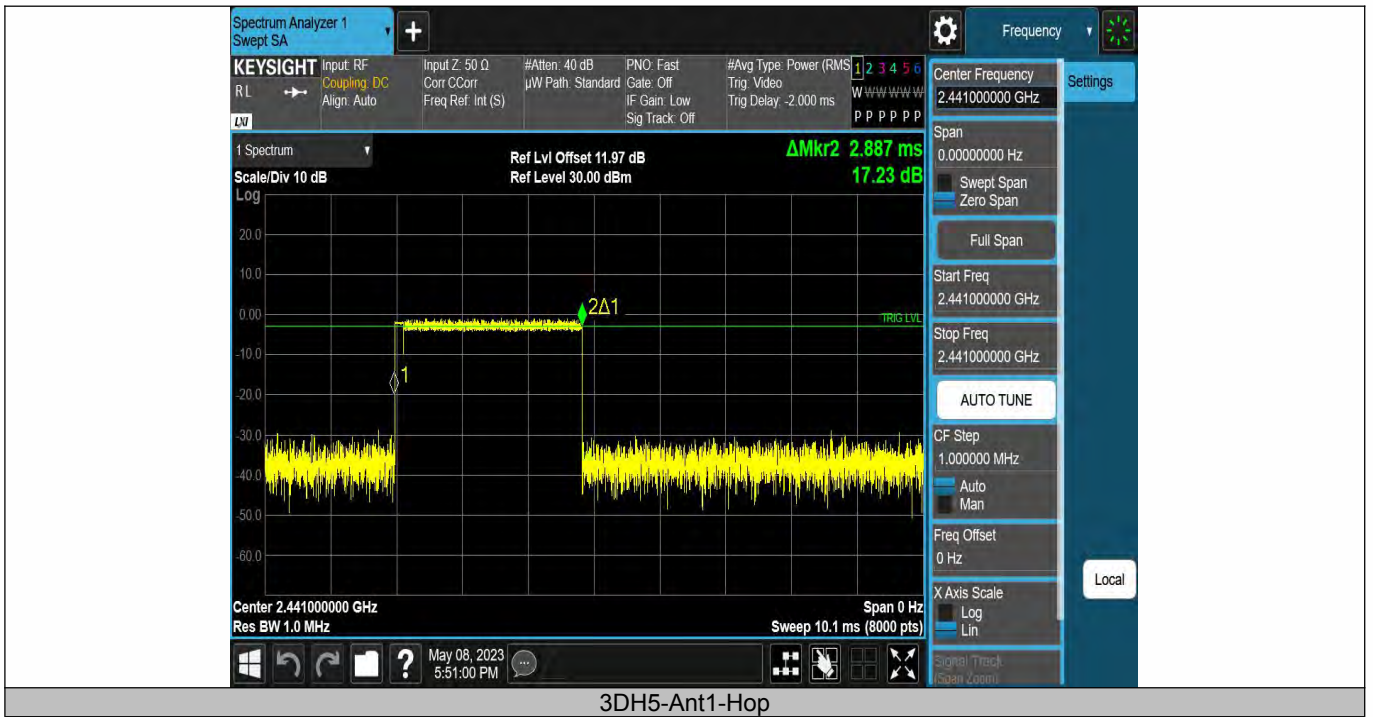 Spectrum Analyzer 1
Swept SA
+
Frequency
KEYSIGHT
RL
LXI
Input: RF
Coupling: DC
Align: Auto
Input Z: 50 Ω
Corr CCorr
Freq Ref: Int (S)
#Atten: 40 dB
µW Path: Standard
PNO: Fast
Gate: Off
IF Gain: Low
Sig Track: Off
#Avg Type: Power (RMS
Trig: Video
Trig Delay: -2.000 ms
1 2 3 4 5 6
W W W W W W
P P P P P P
1 Spectrum
Scale/Div 10 dB
Log
Ref Lvl Offset 11.97 dB
Ref Level 30.00 dBm
ΔMkr2 2.887 ms
17.23 dB
20.0
10.0
0.00
-10.0
-20.0
-30.0
-40.0
-50.0
-60.0
2Δ1
1
TRIG LVL
Center 2.441000000 GHz
Res BW 1.0 MHz
Span 0 Hz
Sweep 10.1 ms (8000 pts)
Center Frequency
2.441000000 GHz
Settings
Span
0.00000000 Hz
Swept Span
Zero Span
Full Span
Start Freq
2.441000000 GHz
Stop Freq
2.441000000 GHz
AUTO TUNE
CF Step
1.000000 MHz
Auto
Man
Freq Offset
0 Hz
X Axis Scale
Log
Lin
Signal Track
(Span Zoom)
Local
?
May 08, 2023
5:51:00 PM
3DH5-Ant1-Hop